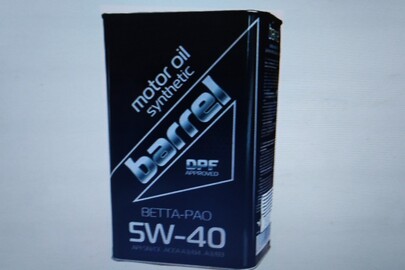 motor oil
synthetic
barrel
DPF
APPROVED
BETTA-PAO
5W-40